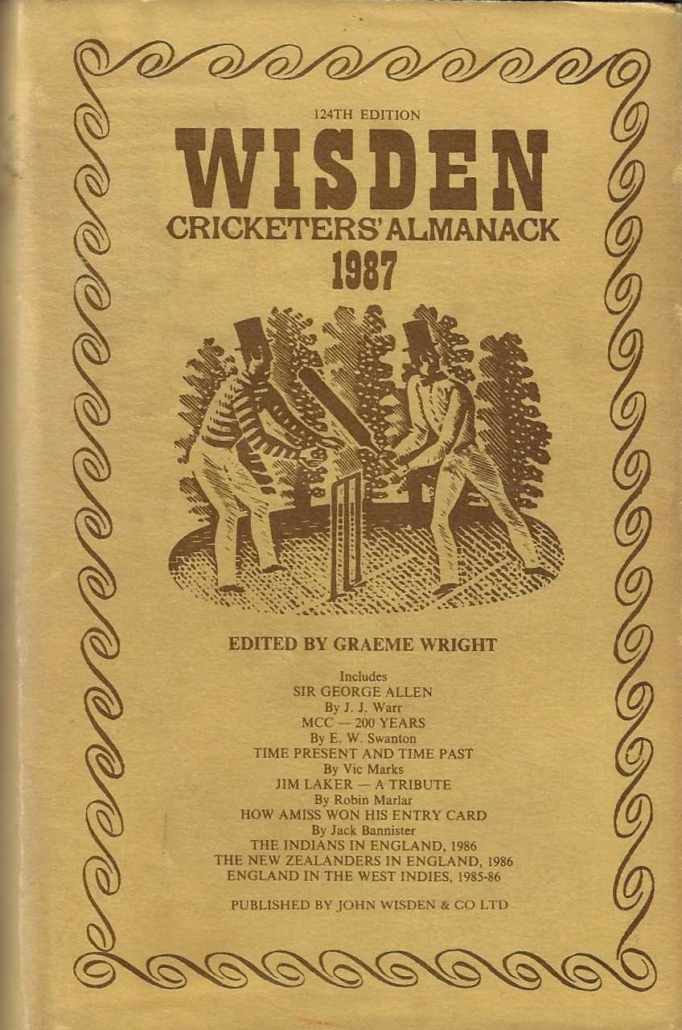 124TH EDITION
WISDEN
CRICKETERS' ALMANACK
1987
EDITED BY GRAEME WRIGHT
Includes
SIR GEORGE ALLEN
By J. J. Warr
MCC — 200 YEARS
By E. W. Swanton
TIME PRESENT AND TIME PAST
By Vic Marks
JIM LAKER — A TRIBUTE
By Robin Marlar
HOW AMISS WON HIS ENTRY CARD
By Jack Bannister
THE INDIANS IN ENGLAND, 1986
THE NEW ZEALANDERS IN ENGLAND, 1986
ENGLAND IN THE WEST INDIES, 1985-86
PUBLISHED BY JOHN WISDEN & CO LTD